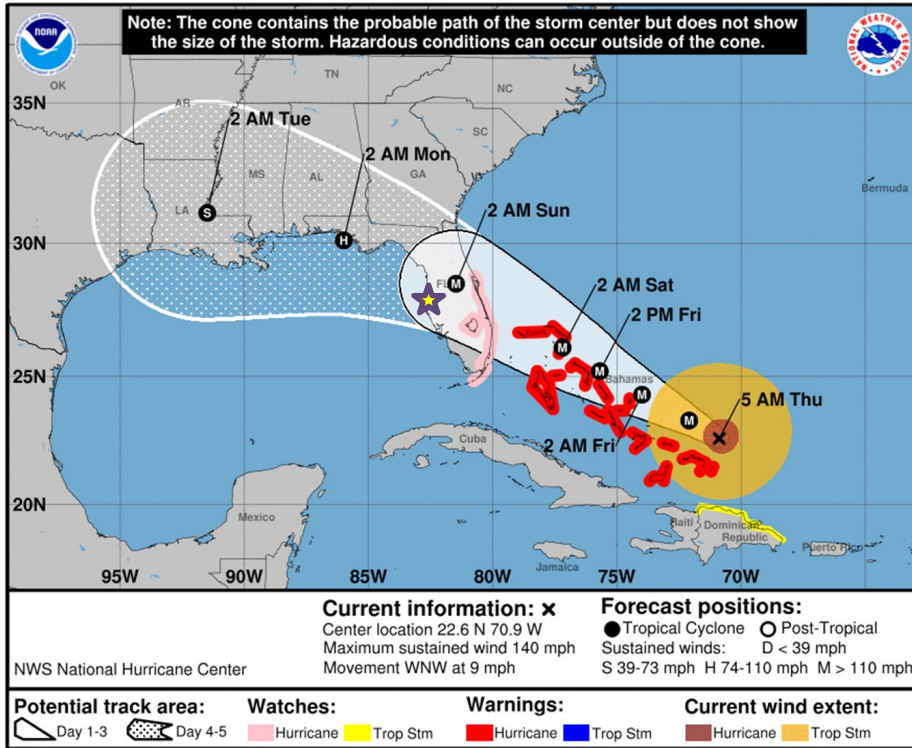 Note: The cone contains the probable path of the storm center but does not show
the size of the storm. Hazardous conditions can occur outside of the cone.
NOAA
NATIONAL WEATHER SERVICE
OK
TN
NC
35N
AR
2 AM Tue
SC
2 AM Mon
MS
AL
GA
Bermuda
LA
S
2 AM Sun
30N
H
FL
M
2 AM Sat
2 PM Fri
M
25N
M
Bahamas
5 AM Thu
M
M
Cuba
2 AM Fri
20N
Mexico
Haiti
Dominican
Republic
Puerto Rico
Jamaica
95W
90W
85W
80W
75W
70W
Current information: ×
Center location 22.6 N 70.9 W
Maximum sustained wind 140 mph
Movement WNW at 9 mph
Forecast positions:
Tropical Cyclone
Post-Tropical
Sustained winds: D < 39 mph
S 39-73 mph H 74-110 mph M > 110 mph
NWS National Hurricane Center
Potential track area:
Day 1-3
Day 4-5
Watches:
Hurricane
Trop Stm
Warnings:
Hurricane
Trop Stm
Current wind extent:
Hurricane
Trop Stm